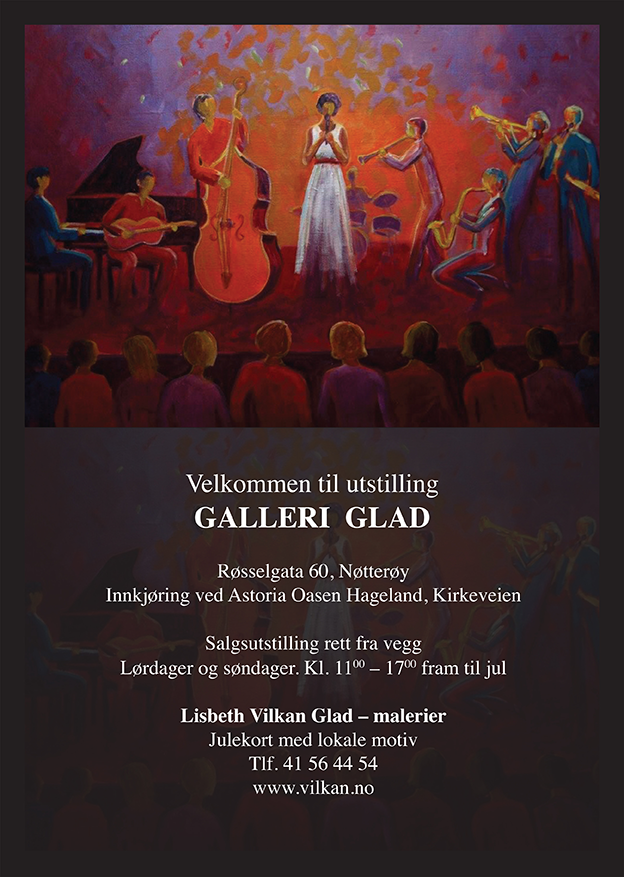 Velkommen til utstilling
GALLERI GLAD
Røsselgata 60, Nøtterøy
Innkjøring ved Astoria Oasen Hageland, Kirkeveien
Salgsutstilling rett fra vegg
Lørdager og søndager. Kl. 11⁰⁰ – 17⁰⁰ fram til jul
Lisbeth Vilkan Glad – malerier
Julekort med lokale motiv
Tlf. 41 56 44 54
www.vilkan.no